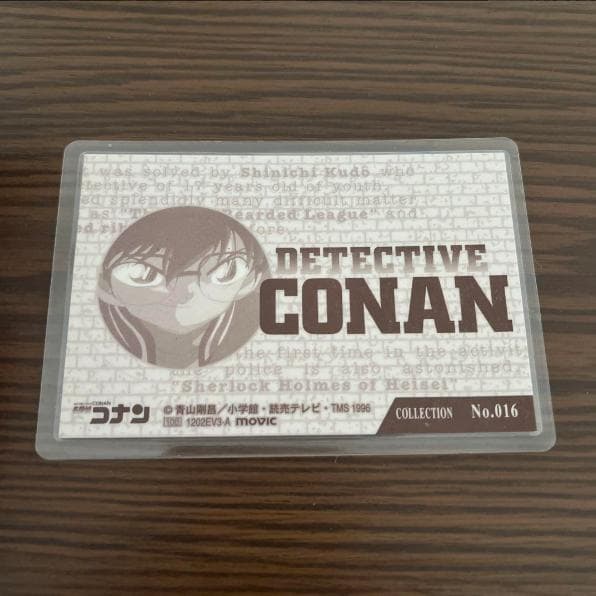 was solved by Shinichi Kudo who
of 17 years old of youth.
splendidly many difficult matter
as "The Bearded League" and
DETECTIVE
CONAN
the first time in the activit
police is also astonished,
"Sherlock Holmes of Heisei"
CONAN
名探偵コナン
© 青山剛昌／小学館・読売テレビ・TMS 1996
100 1202EV3-A movic
COLLECTION No.016